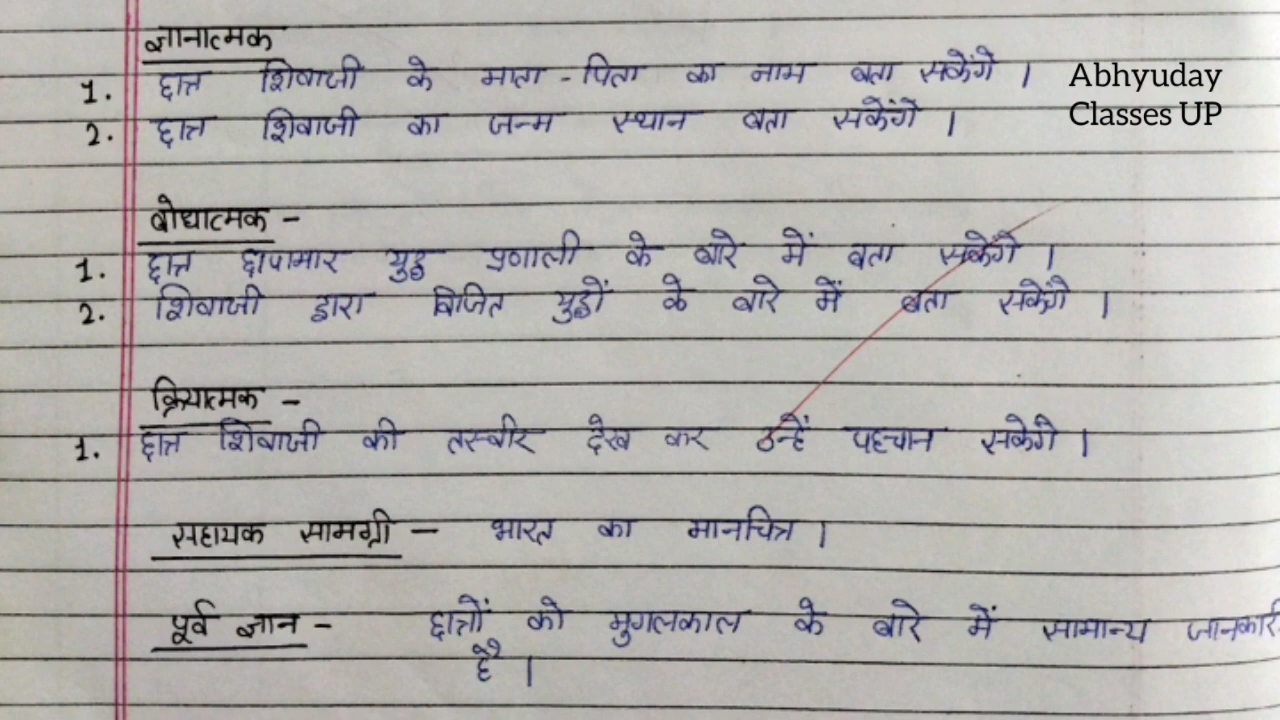 ज्ञानात्मक
1. छात्र शिवाजी के माता-पिता का नाम बता सकेंगे ।
Abhyuday
Classes UP
2. छात्र शिवाजी का जन्म स्थान बता सकेंगे ।
बोधात्मक -
1. छात्र छापामार युद्ध प्रणाली के बारे में बता सकेंगे ।
2. शिवाजी द्वारा विजित युद्धों के बारे में बता सकेंगे ।
क्रियात्मक -
1. छात्र शिवाजी की तस्वीर देख कर उन्हें पहचान सकेगें ।
सहायक सामग्री - भारत का मानचित्र ।
पूर्व ज्ञान - छात्रों को मुगलकाल के बारे में सामान्य जानकारी
है ।